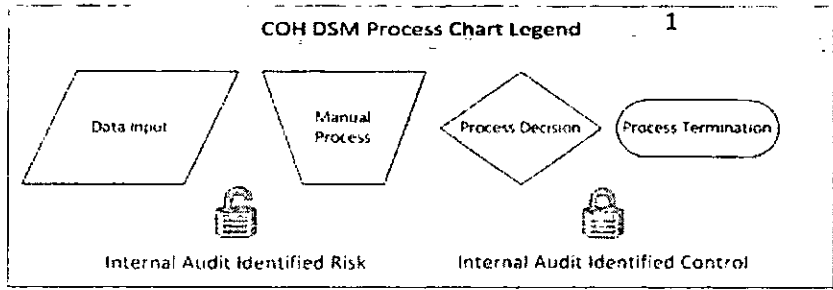 COH DSM Process Chart Legend 1
Data Input
Manual
Process
Process Decision
Process Termination
Internal Audit Identified Risk
Internal Audit Identified Control